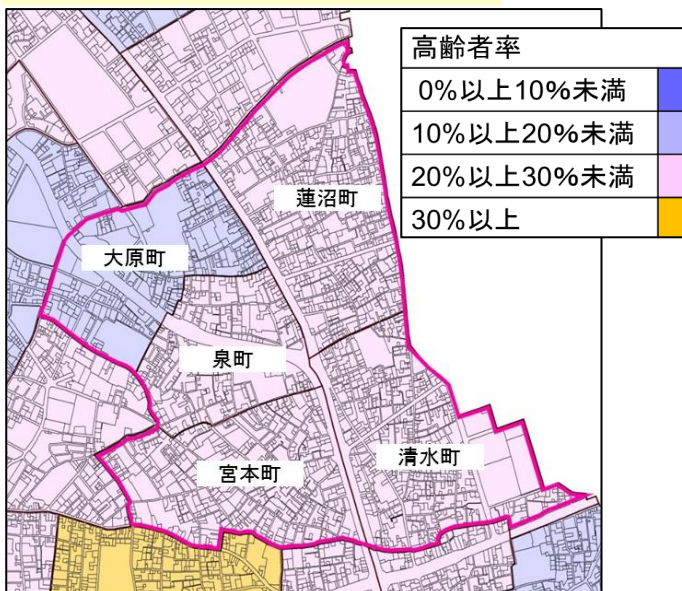 高齢者率
0%以上10%未満
10%以上20%未満
20%以上30%未満
30%以上
蓮沼町
大原町
泉町
清水町
宮本町